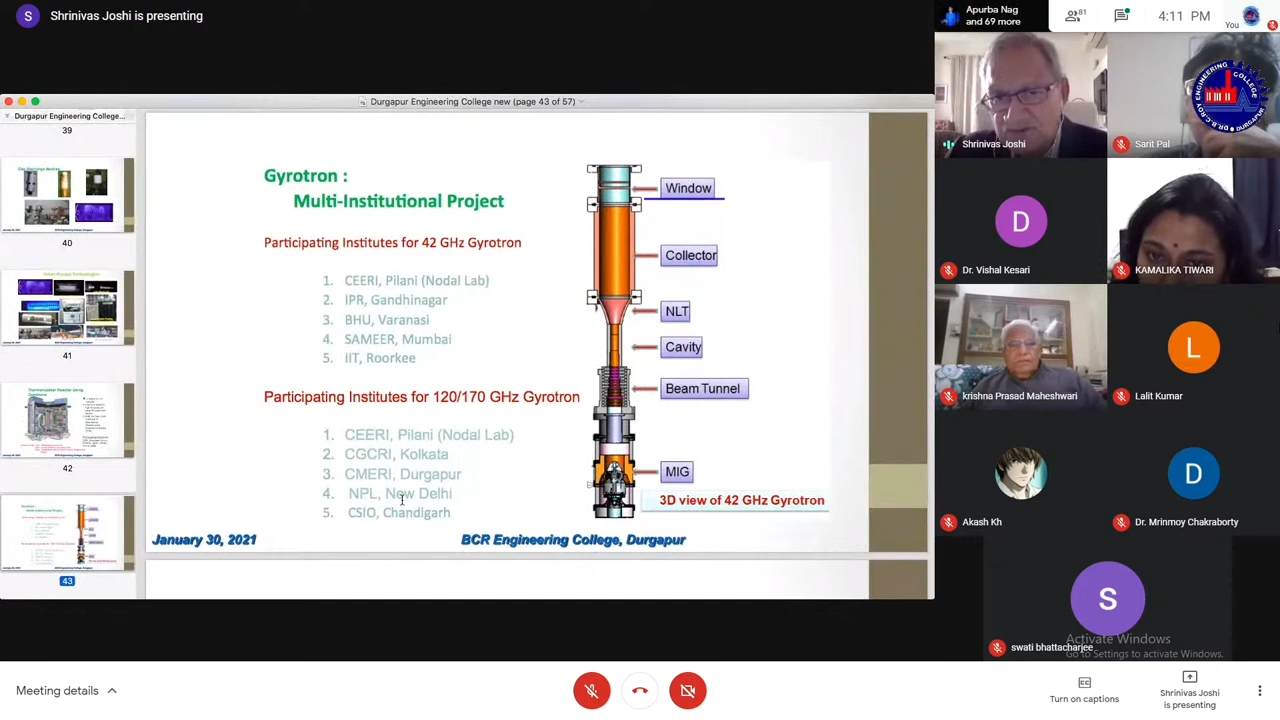 S
Shrinivas Joshi is presenting
Apurba Nag
and 69 more
81
4:11 PM
You
Durgapur Engineering College new (page 43 of 57)
Durgapur Engineering College...
39
40
41
42
43
Gyrotron :
Multi-Institutional Project
Participating Institutes for 42 GHz Gyrotron
1. CEERI, Pilani (Nodal Lab)
2. IPR, Gandhinagar
3. BHU, Varanasi
4. SAMEER, Mumbai
5. IIT, Roorkee
Participating Institutes for 120/170 GHz Gyrotron
1. CEERI, Pilani (Nodal Lab)
2. CGCRI, Kolkata
3. CMERI, Durgapur
4. NPL, New Delhi
5. CSIO, Chandigarh
Window
Collector
NLT
Cavity
Beam Tunnel
MIG
3D view of 42 GHz Gyrotron
January 30, 2021
BCR Engineering College, Durgapur
Shrinivas Joshi
ENGINEERING COLLEGE
Sarit Pal
D
Dr. Vishal Kesari
KAMALIKA TIWARI
krishna Prasad Maheshwari
L
Lalit Kumar
Akash Kh
D
Dr. Mrinmoy Chakraborty
S
swati bhattacharjee
Activate Windows
Go to Settings to activate Windows.
Meeting details
CC
Turn on captions
Shrinivas Joshi
is presenting